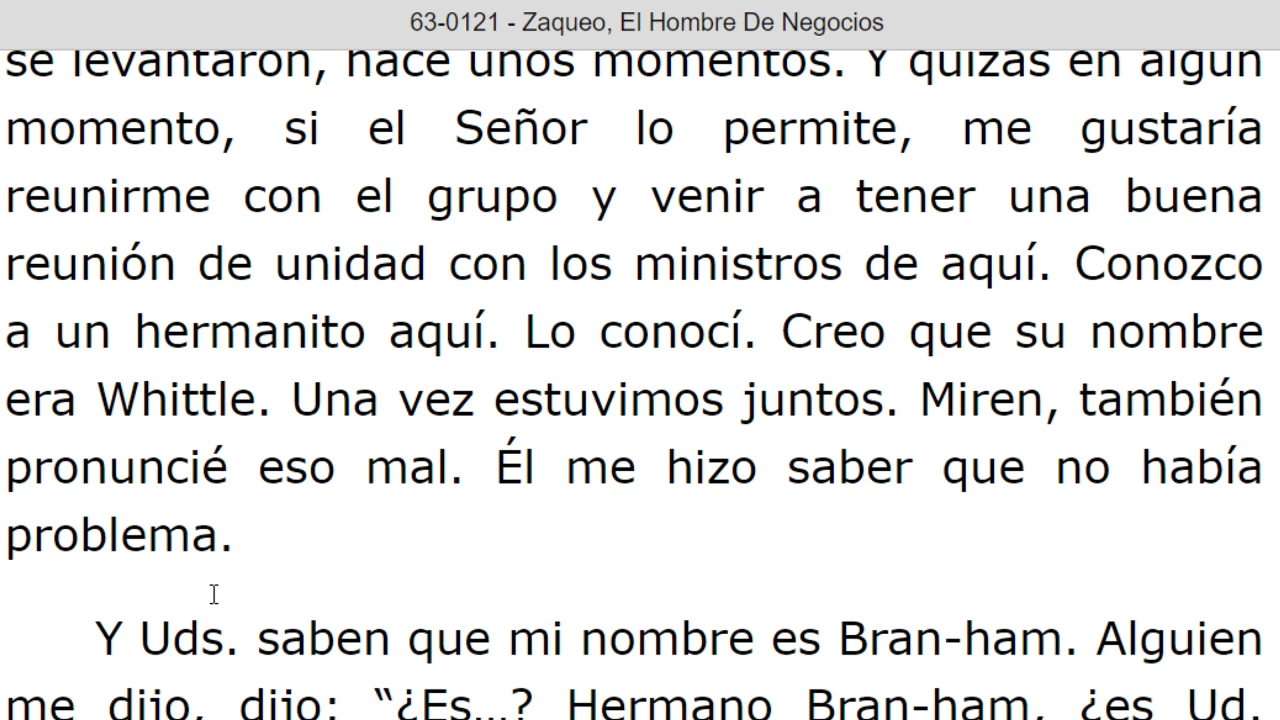 63-0121 - Zaqueo, El Hombre De Negocios
se levantaron, hace unos momentos. Y quizás en algún
momento, si el Señor lo permite, me gustaría
reunirme con el grupo y venir a tener una buena
reunión de unidad con los ministros de aquí. Conozco
a un hermanito aquí. Lo conocí. Creo que su nombre
era Whittle. Una vez estuvimos juntos. Miren, también
pronuncié eso mal. Él me hizo saber que no había
problema.
Y Uds. saben que mi nombre es Bran-ham. Alguien
me dijo, dijo: “¿Es...? Hermano Bran-ham, ¿es Ud.